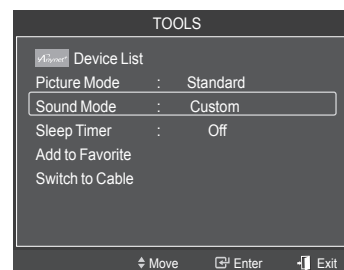 TOOLS
Anynet+ Device List
Picture Mode : Standard
Sound Mode : Custom
Sleep Timer : Off
Add to Favorite
Switch to Cable
Move Enter Exit